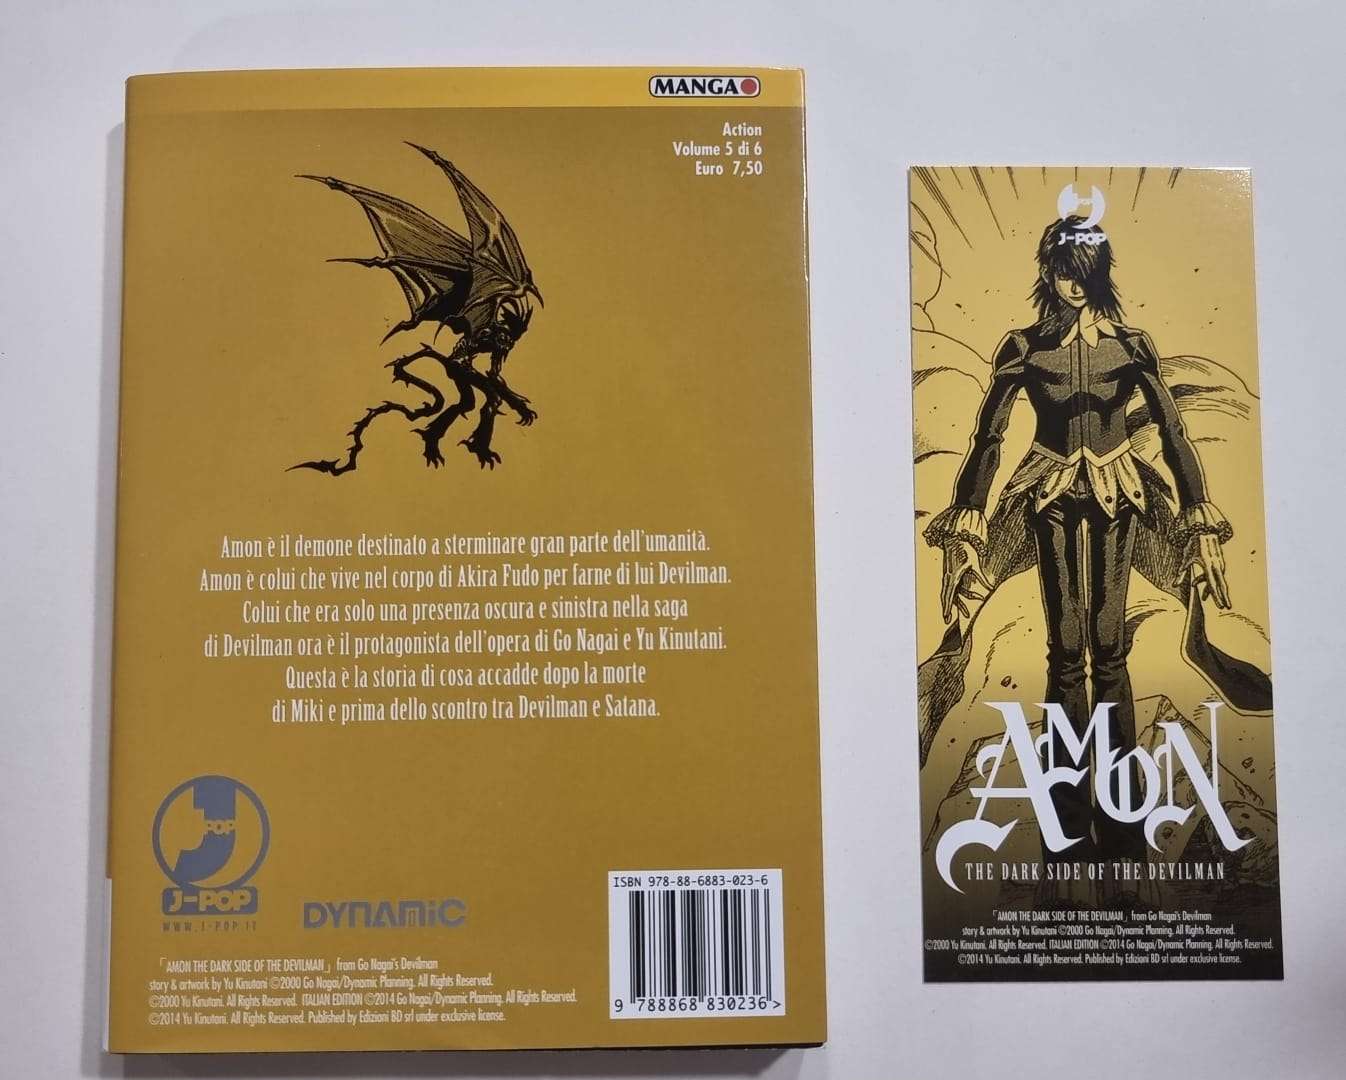 MANGA
Action
Volume 5 di 6
Euro 7,50
Amon è il demone destinato a sterminare gran parte dell'umanità.
Amon è colui che vive nel corpo di Akira Fudo per farne di lui Devilman.
Colui che era solo una presenza oscura e sinistra nella saga
di Devilman ora è il protagonista dell'opera di Go Nagai e Yu Kinutani.
Questa è la storia di cosa accadde dopo la morte
di Miki e prima dello scontro tra Devilman e Satana.
POP
J-POP
WWW.J-POP.IT
DYNAMIC
ISBN 978-88-6883-023-6
9 788868 830236>
「AMON THE DARK SIDE OF THE DEVILMAN」 from Go Nagai's Devilman
story & artwork by Yu Kinutani ©2000 Go Nagai/Dynamic Planning. All Rights Reserved.
©2000 Yu Kinutani. All Rights Reserved. ITALIAN EDITION ©2014 Go Nagai/Dynamic Planning. All Rights Reserved.
©2014 Yu Kinutani. All Rights Reserved. Published by Edizioni BD srl under exclusive license.
POP
J-POP
AMON
THE DARK SIDE OF THE DEVILMAN
「AMON THE DARK SIDE OF THE DEVILMAN」 from Go Nagai's Devilman
story & artwork by Yu Kinutani ©2000 Go Nagai/Dynamic Planning. All Rights Reserved.
©2000 Yu Kinutani. All Rights Reserved. ITALIAN EDITION ©2014 Go Nagai/Dynamic Planning. All Rights Reserved.
©2014 Yu Kinutani. All Rights Reserved. Published by Edizioni BD srl under exclusive license.